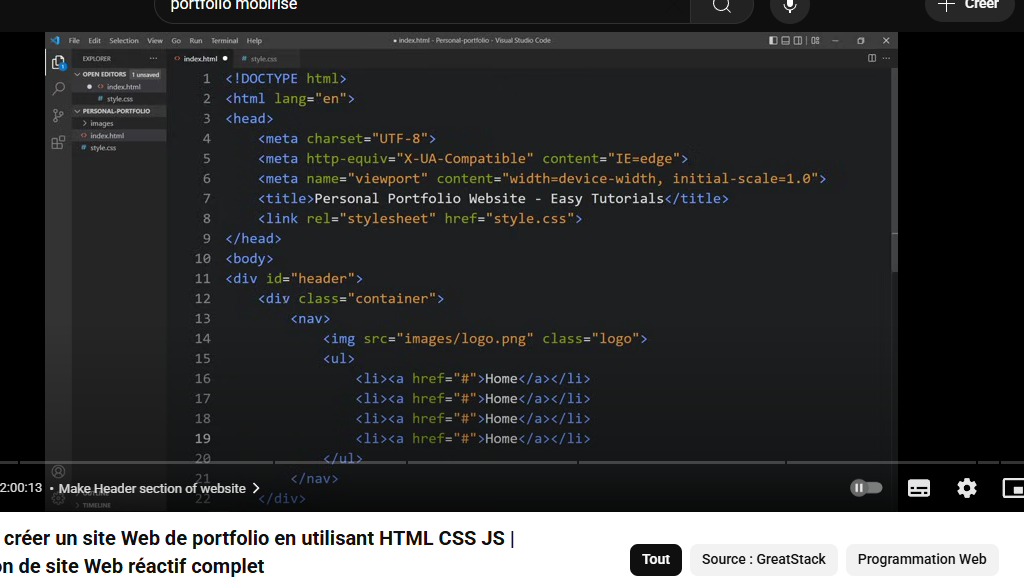 portfolio mobirise
Créer
File Edit Selection View Go Run Terminal Help
● index.html - Personal-portfolio - Visual Studio Code
EXPLORER
index.html ●
# style.css
OPEN EDITORS 1 unsaved
● <> index.html
# style.css
PERSONAL-PORTFOLIO
> images
<> index.html
# style.css
1 <!DOCTYPE html>
2 <html lang="en">
3 <head>
4 <meta charset="UTF-8">
5 <meta http-equiv="X-UA-Compatible" content="IE=edge">
6 <meta name="viewport" content="width=device-width, initial-scale=1.0">
7 <title>Personal Portfolio Website - Easy Tutorials</title>
8 <link rel="stylesheet" href="style.css">
9 </head>
10 <body>
11 <div id="header">
12 <div class="container">
13 <nav>
14 <img src="images/logo.png" class="logo">
15 <ul>
16 <li><a href="#">Home</a></li>
17 <li><a href="#">Home</a></li>
18 <li><a href="#">Home</a></li>
19 <li><a href="#">Home</a></li>
20 </ul>
21 </nav>
22 </div>
2:00:13 • Make Header section of website >
TIMELINE
créer un site Web de portfolio en utilisant HTML CSS JS |
on de site Web réactif complet
Tout
Source : GreatStack
Programmation Web